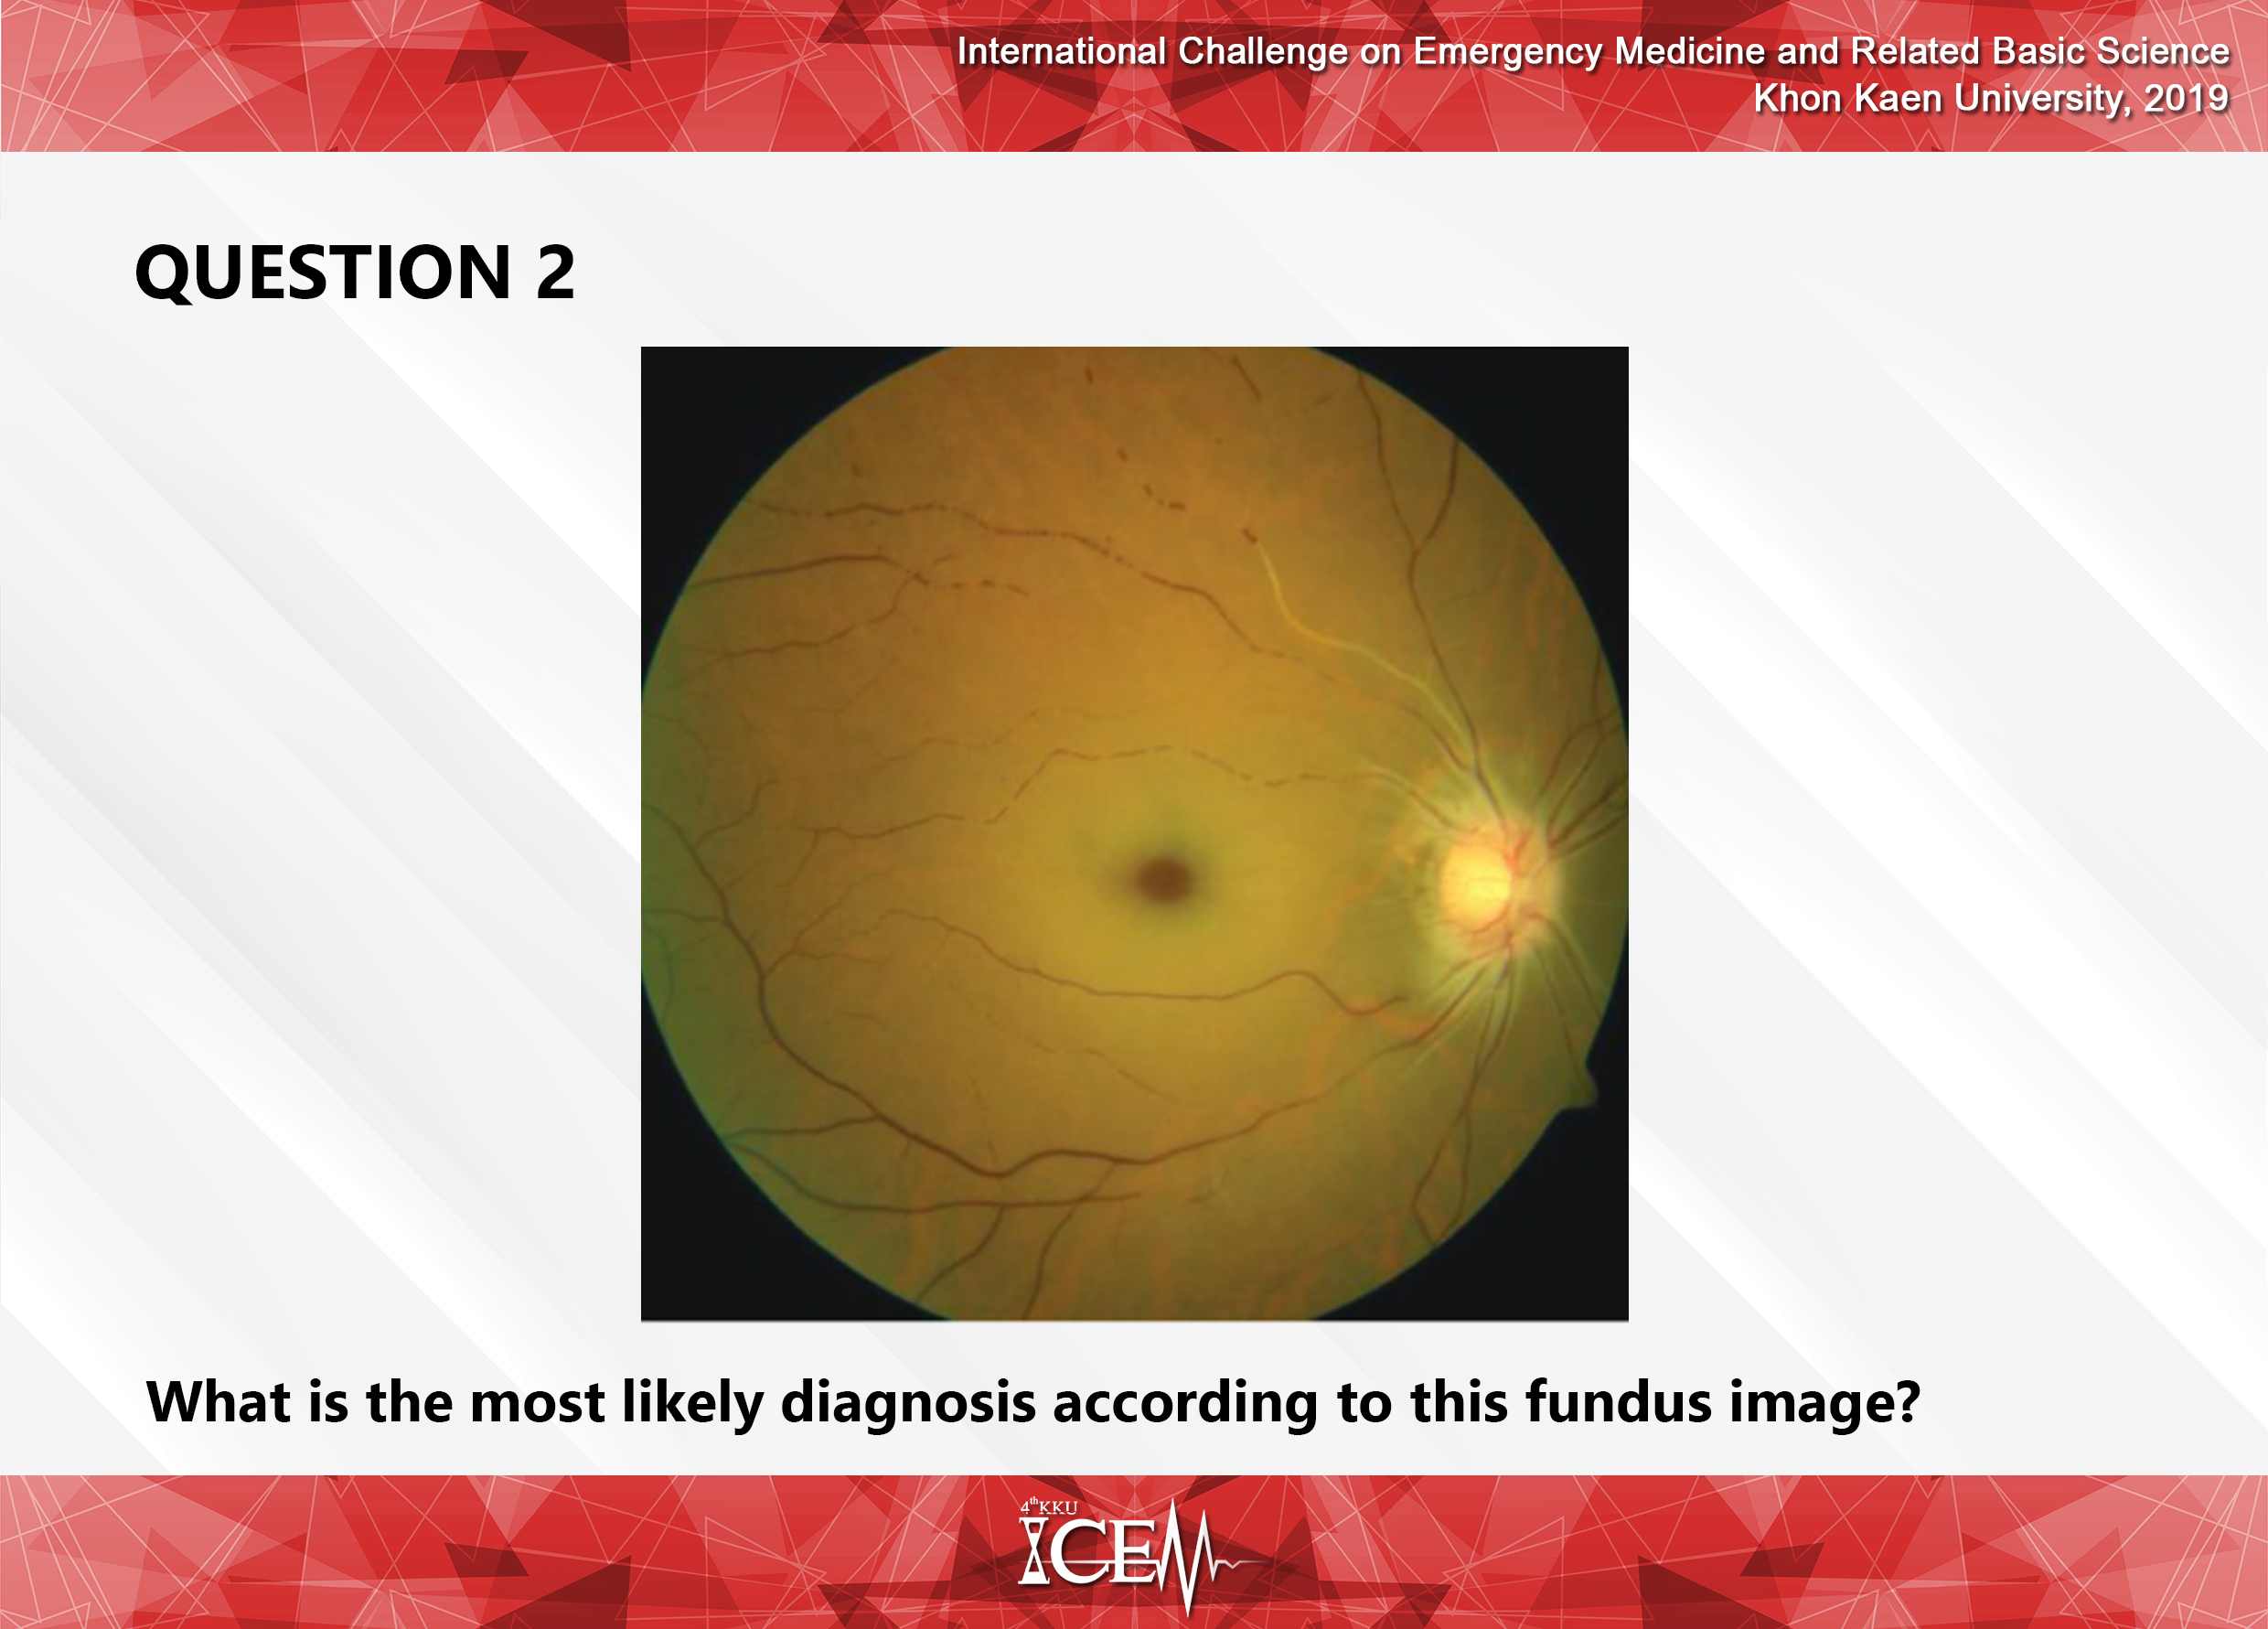 International Challenge on Emergency Medicine and Related Basic Science
Khon Kaen University, 2019
QUESTION 2
What is the most likely diagnosis according to this fundus image?
4th KKU
ICEM